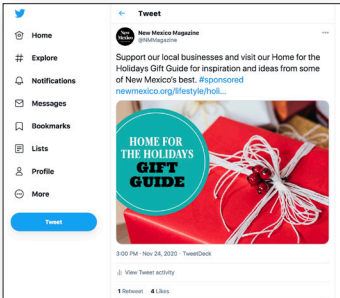 Home
Explore
Notifications
Messages
Bookmarks
Lists
Profile
More
Tweet
Tweet
New Mexico
New Mexico Magazine
@NMMagazine
Support our local businesses and visit our Home for the
Holidays Gift Guide for inspiration and ideas from some
of New Mexico's best. #sponsored
newmexico.org/lifestyle/holi...
HOME FOR
THE HOLIDAYS
GIFT
GUIDE
3:00 PM · Nov 24, 2020 · TweetDeck
View Tweet activity
1 Retweet 4 Likes